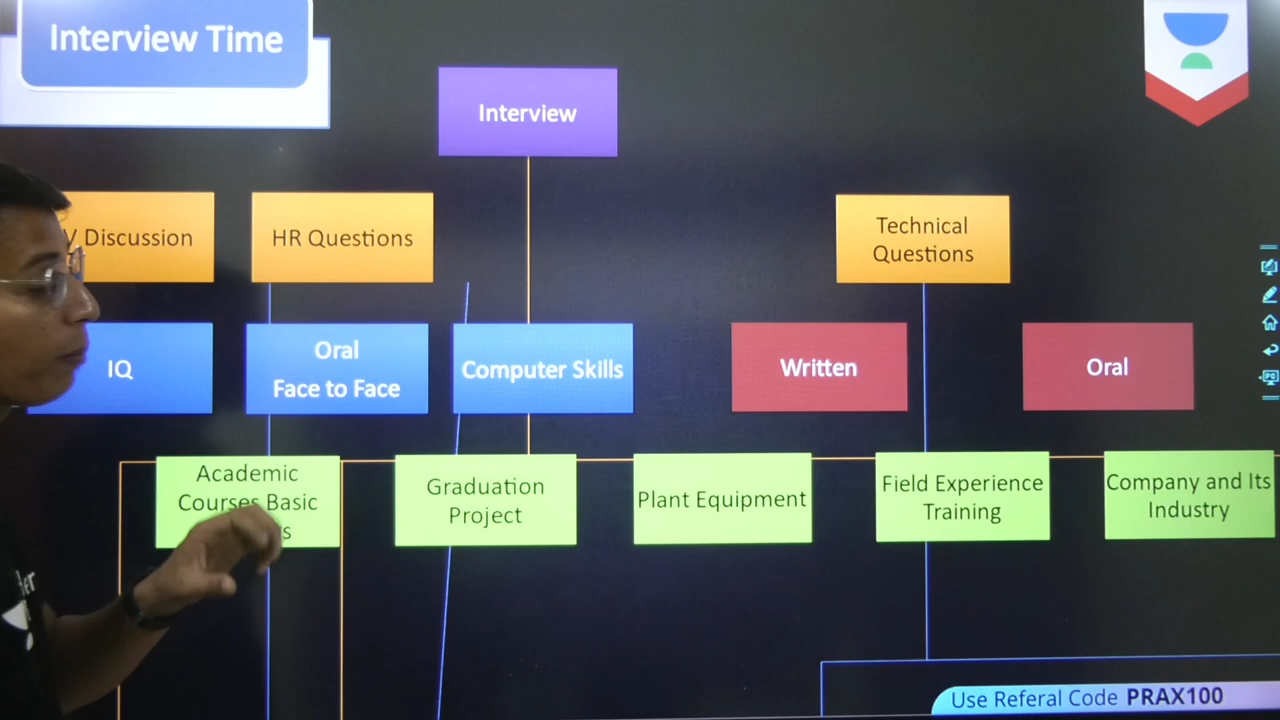 Interview Time
Interview
Discussion
HR Questions
Technical
Questions
IQ
Oral
Face to Face
Computer Skills
Written
Oral
Academic
Courses Basic
Graduation
Project
Plant Equipment
Field Experience
Training
Company and Its
Industry
Use Referal Code PRAX100